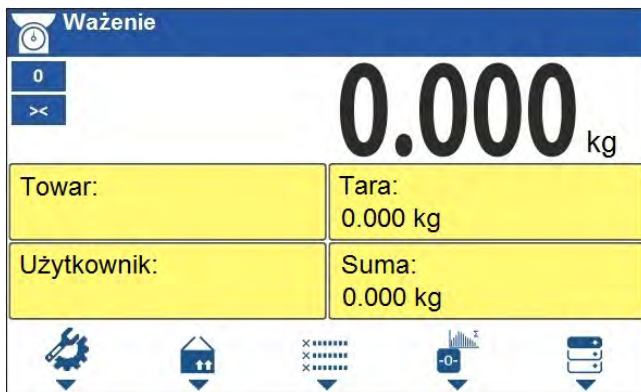 Ważenie
0
><
0.000 kg
Towar:
Tara:
0.000 kg
Użytkownik:
Suma:
0.000 kg
-0-
Σ